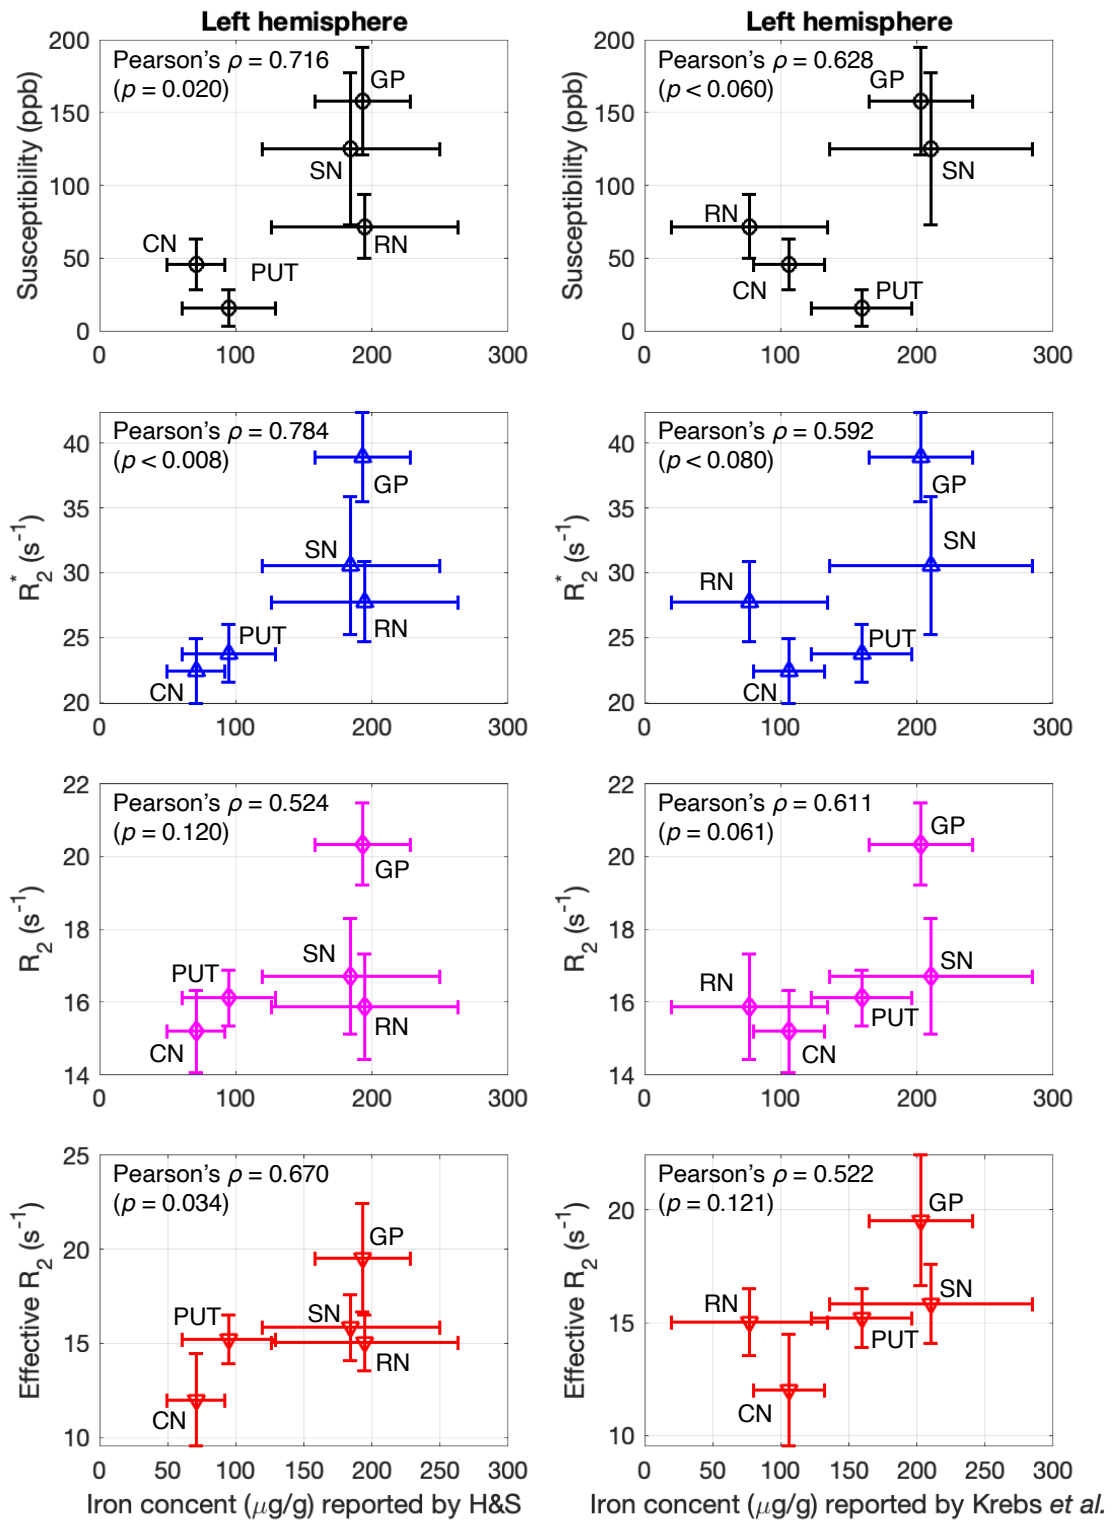 Left hemisphere
Left hemisphere
Susceptibility (ppb)
200
150
100
50
0
Pearson's ρ = 0.716
(p = 0.020)
GP
SN
CN
RN
PUT
0 100 200 300
Susceptibility (ppb)
200
150
100
50
0
Pearson's ρ = 0.628
(p < 0.060)
GP
SN
RN
CN
PUT
0 100 200 300
R₂* (s⁻¹)
40
35
30
25
20
Pearson's ρ = 0.784
(p < 0.008)
GP
SN
PUT
RN
CN
0 100 200 300
R₂* (s⁻¹)
40
35
30
25
20
Pearson's ρ = 0.592
(p < 0.080)
GP
SN
RN
PUT
CN
0 100 200 300
R₂ (s⁻¹)
22
20
18
16
14
Pearson's ρ = 0.524
(p = 0.120)
GP
SN
PUT
RN
CN
0 100 200 300
R₂ (s⁻¹)
22
20
18
16
14
Pearson's ρ = 0.611
(p = 0.061)
GP
SN
RN
PUT
CN
0 100 200 300
Effective R₂ (s⁻¹)
25
20
15
10
Pearson's ρ = 0.670
(p = 0.034)
GP
PUT
SN
RN
CN
0 50 100 150 200 250 300
Iron concent (μg/g) reported by H&S
Effective R₂ (s⁻¹)
20
15
10
Pearson's ρ = 0.522
(p = 0.121)
GP
SN
RN
PUT
CN
0 50 100 150 200 250 300
Iron concent (μg/g) reported by Krebs et al.